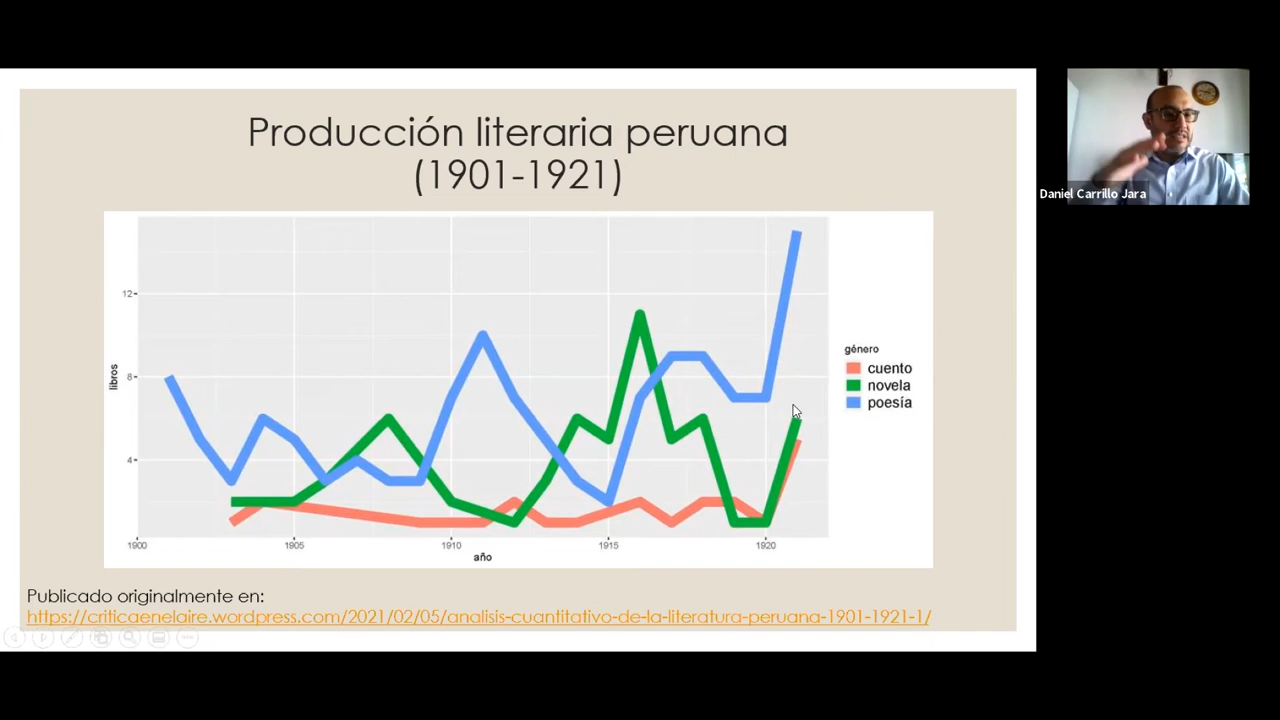 Producción literaria peruana
(1901-1921)
12
8
4
libros
1900
1905
1910
1915
1920
año
género
cuento
novela
poesía
Publicado originalmente en:
https://criticaenelaire.wordpress.com/2021/02/05/analisis-cuantitativo-de-la-literatura-peruana-1901-1921-1/
Daniel Carrillo Jara